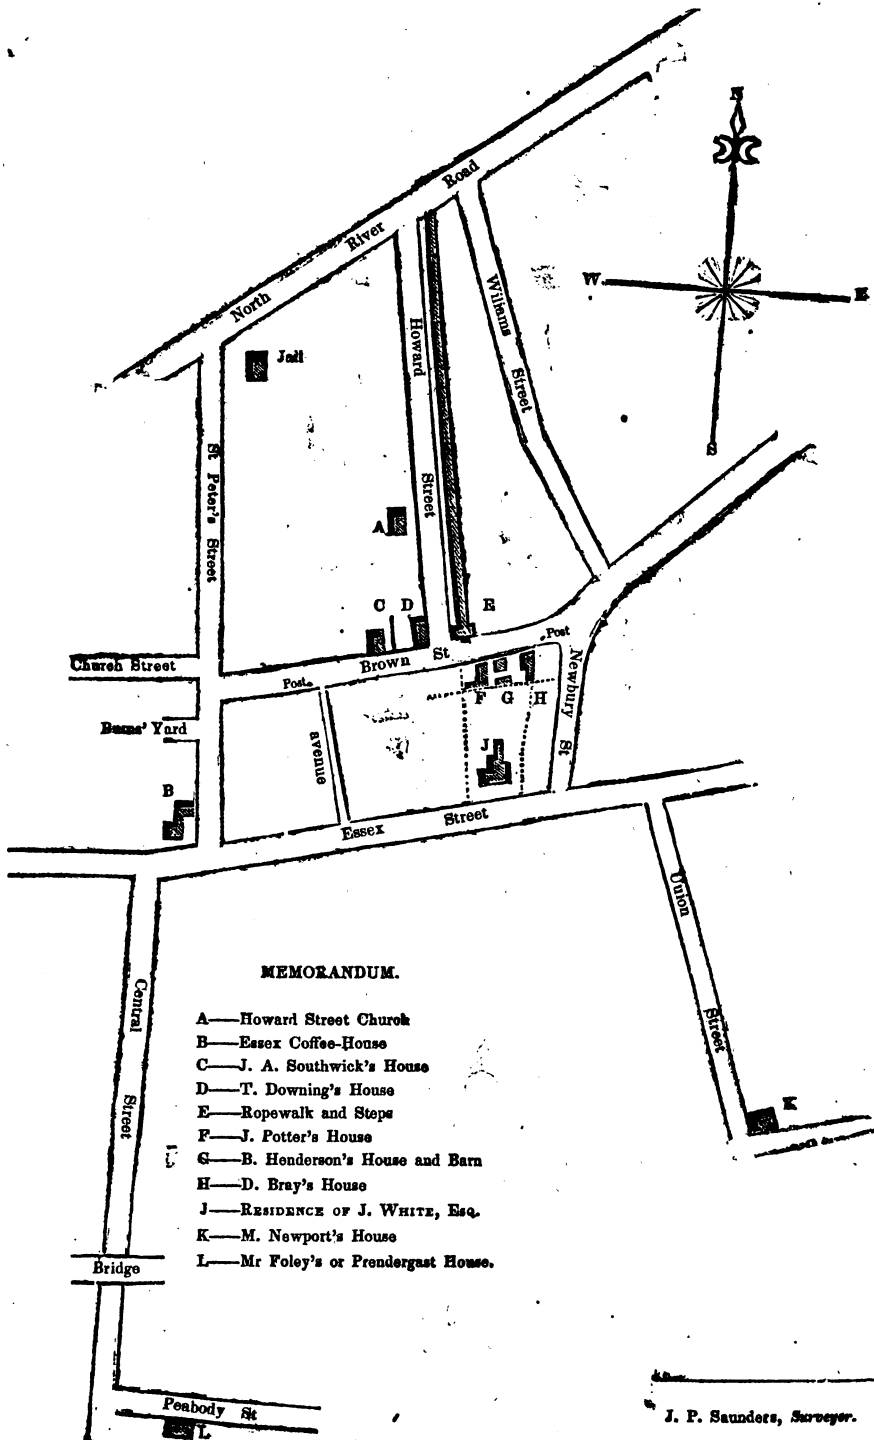 N
North River Road
W.
E
Williams Street
Howard Street
Jail
S
St Peter's Street
A
C D E
Post
Church Street
Brown St
Newbury St
Post.
F G H
Burns' Yard
avenue
J
B
Essex Street
Union Street
MEMORANDUM.
A—Howard Street Church
B—Essex Coffee-House
C—J. A. Southwick's House
D—T. Downing's House
E—Ropewalk and Steps
F—J. Potter's House
G—B. Henderson's House and Barn
H—D. Bray's House
J—RESIDENCE OF J. WHITE, Esq.
K—M. Newport's House
L—Mr Foley's or Prendergast House.
Central Street
K
Bridge
Peabody St
L
J. P. Saunders, Surveyor.